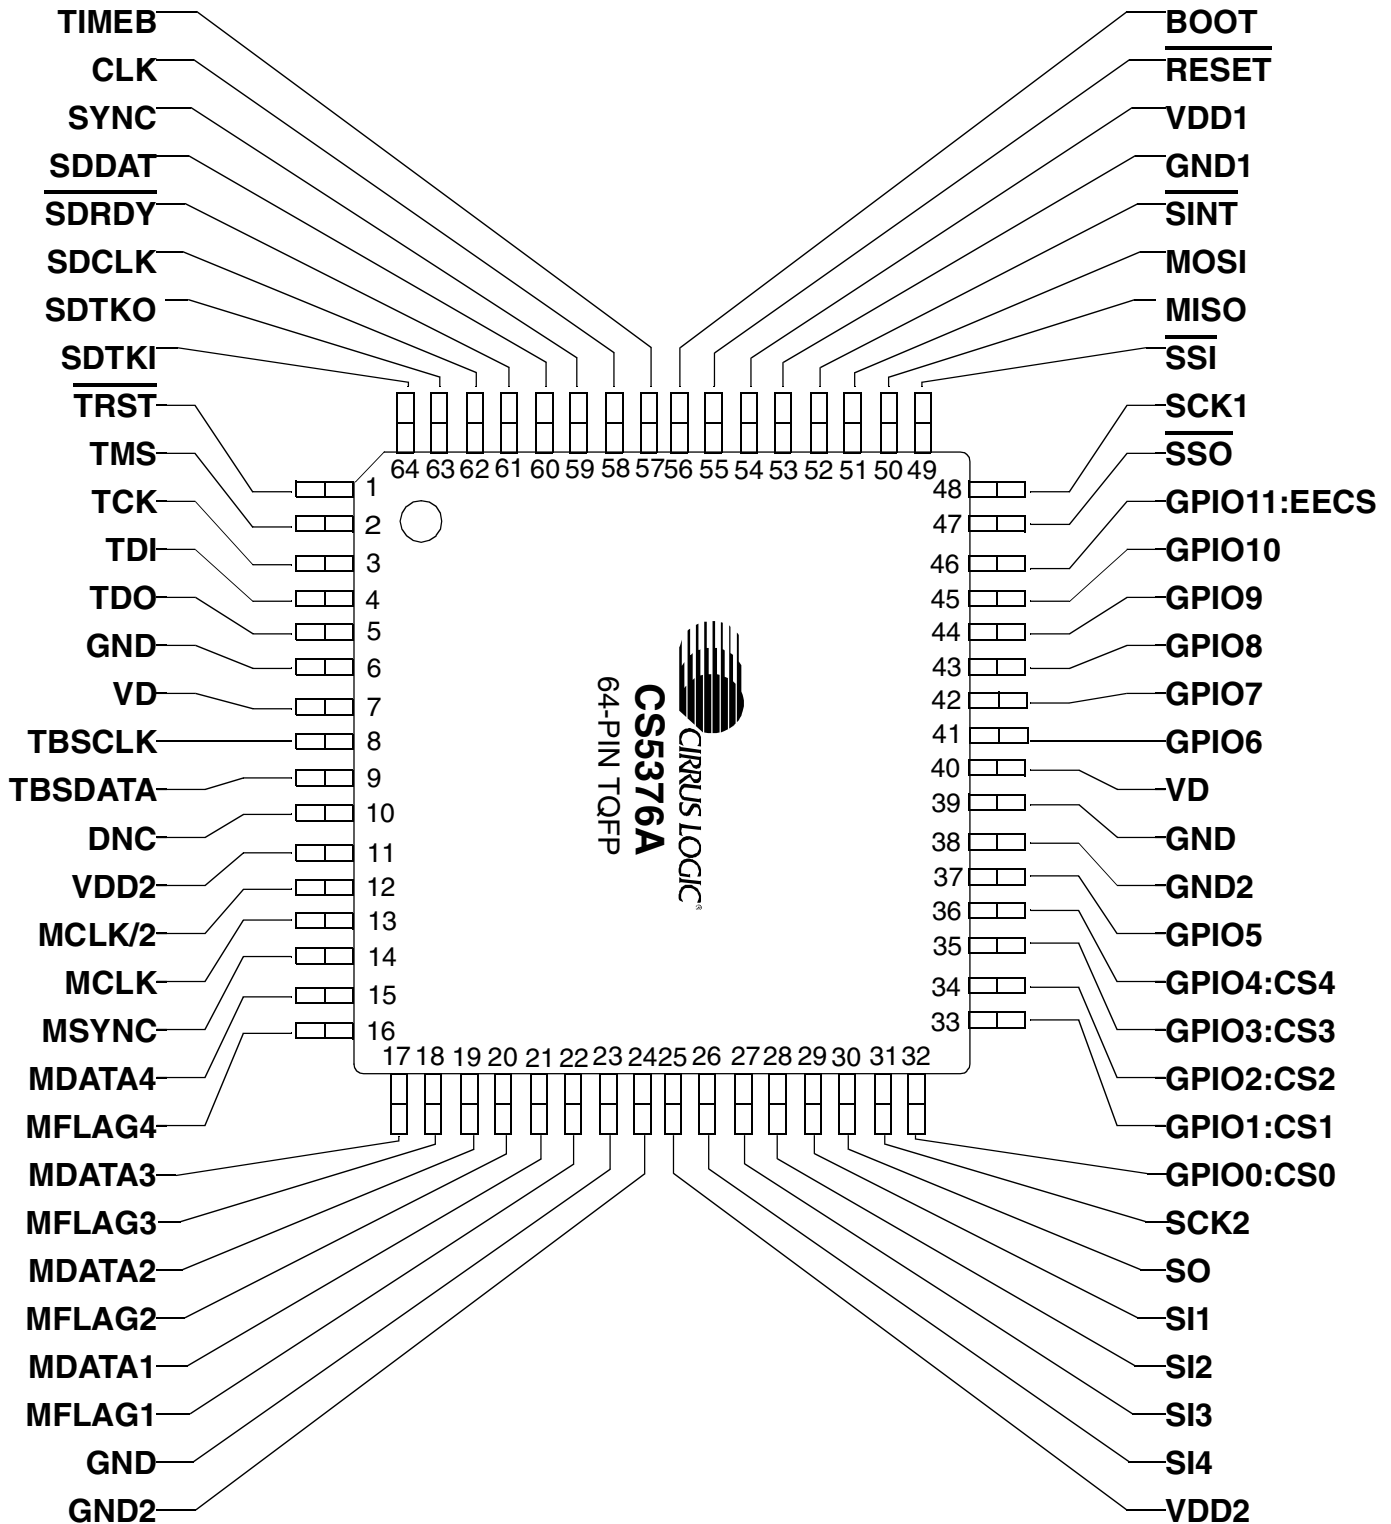 TIMEB
CLK
SYNC
SDDAT
SDRDY
SDCLK
SDTKO
SDTKI
TRST
TMS
TCK
TDI
TDO
GND
VD
TBSCLK
TBSDATA
DNC
VDD2
MCLK/2
MCLK
MSYNC
MDATA4
MFLAG4
MDATA3
MFLAG3
MDATA2
MFLAG2
MDATA1
MFLAG1
GND
GND2
64 63 62 61 60 59 58 57 56 55 54 53 52 51 50 49
1
2
3
4
5
6
7
8
9
10
11
12
13
14
15
16
CIRRUS LOGIC®
CS5376A
64-PIN TQFP
48
47
46
45
44
43
42
41
40
39
38
37
36
35
34
33
17 18 19 20 21 22 23 24 25 26 27 28 29 30 31 32
BOOT
RESET
VDD1
GND1
SINT
MOSI
MISO
SSI
SCK1
SSO
GPIO11:EECS
GPIO10
GPIO9
GPIO8
GPIO7
GPIO6
VD
GND
GND2
GPIO5
GPIO4:CS4
GPIO3:CS3
GPIO2:CS2
GPIO1:CS1
GPIO0:CS0
SCK2
SO
SI1
SI2
SI3
SI4
VDD2